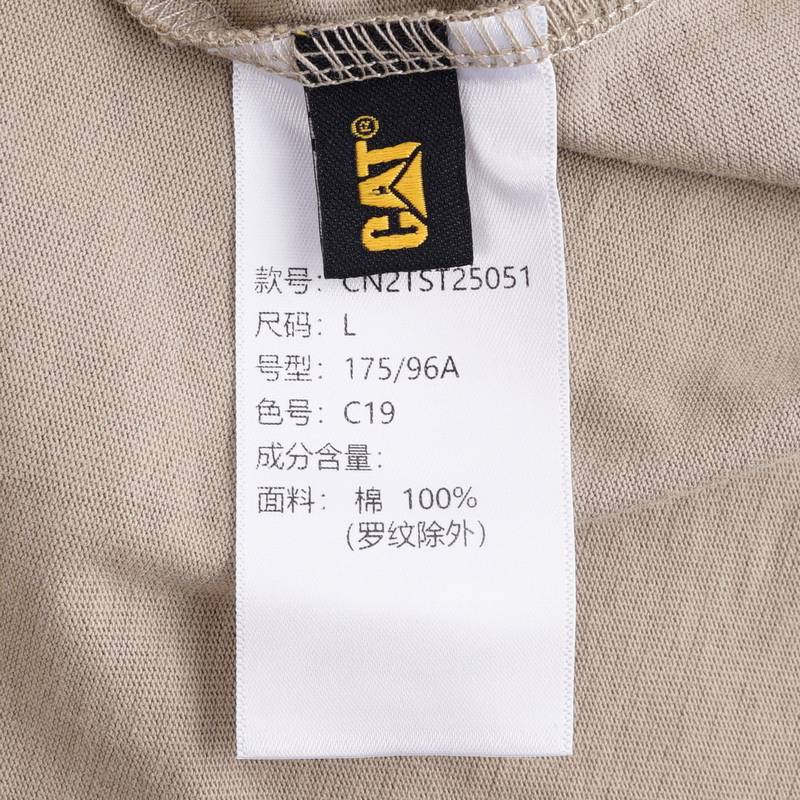 CAT®
款号：CN2TST25051
尺码：L
号型：175/96A
色号：C19
成分含量：
面料：棉 100%
（罗纹除外）